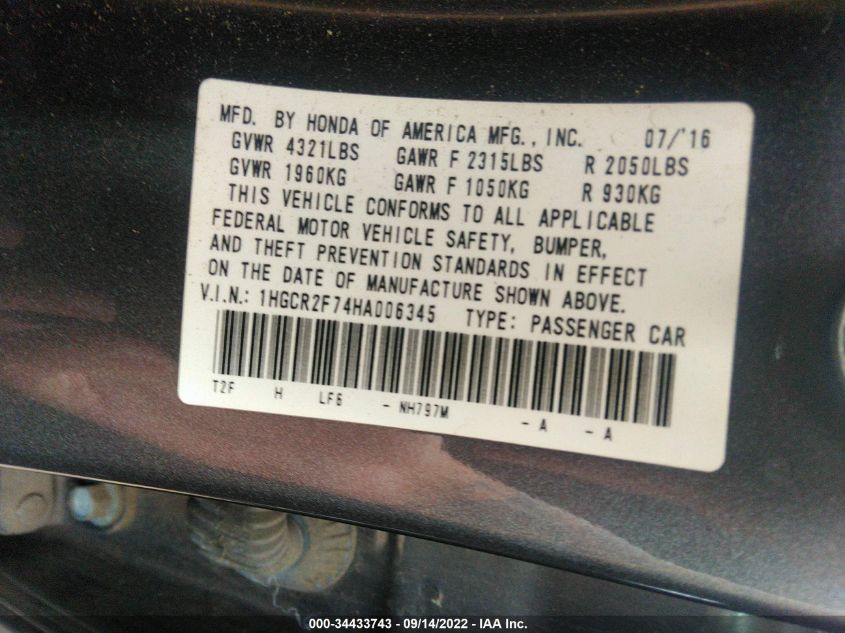 MFD. BY HONDA OF AMERICA MFG., INC. 07/'16
GVWR 4321LBS GAWR F 2315LBS R 2050LBS
GVWR 1960KG GAWR F 1050KG R 930KG
THIS VEHICLE CONFORMS TO ALL APPLICABLE
FEDERAL MOTOR VEHICLE SAFETY, BUMPER,
AND THEFT PREVENTION STANDARDS IN EFFECT
ON THE DATE OF MANUFACTURE SHOWN ABOVE.
V.I.N.: 1HGCR2F74HA006345 TYPE: PASSENGER CAR
T2F H LF6 - NH797M - A - A
000-34433743 - 09/14/2022 - IAA Inc.